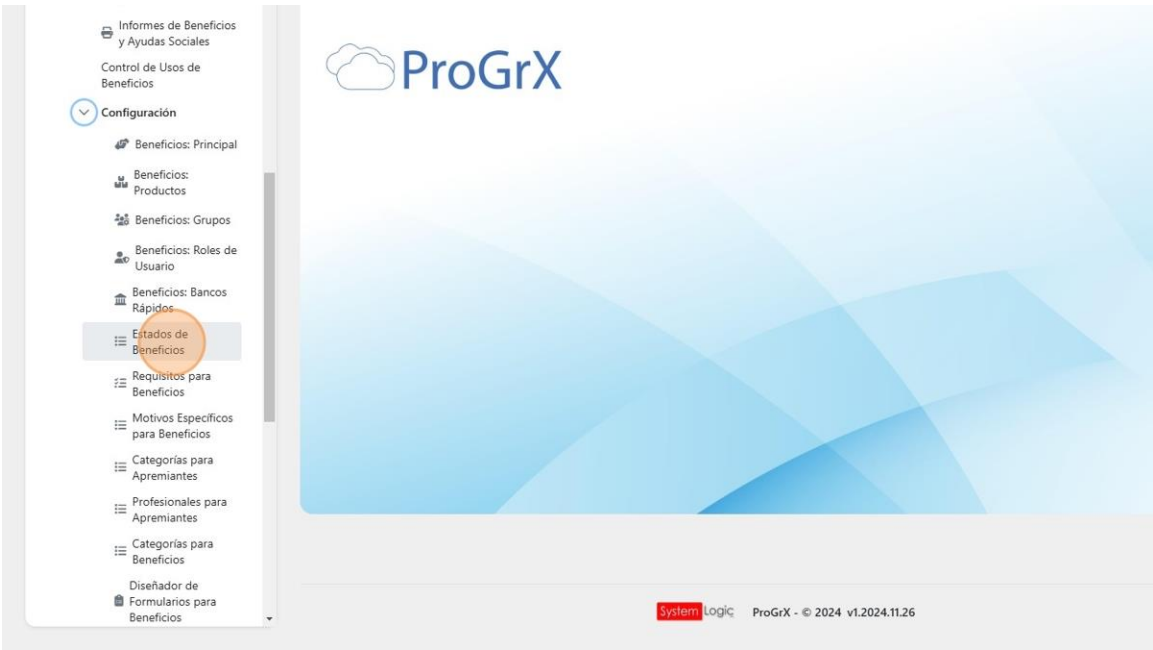 Informes de Beneficios
y Ayudas Sociales
Control de Usos de
Beneficios
Configuración
Beneficios: Principal
Beneficios:
Productos
Beneficios: Grupos
Beneficios: Roles de
Usuario
Beneficios: Bancos
Rápidos
Estados de
Beneficios
Requisitos para
Beneficios
Motivos Específicos
para Beneficios
Categorías para
Apremiantes
Profesionales para
Apremiantes
Categorías para
Beneficios
Diseñador de
Formularios para
Beneficios
ProGrX
System Logic ProGrX - © 2024 v1.2024.11.26